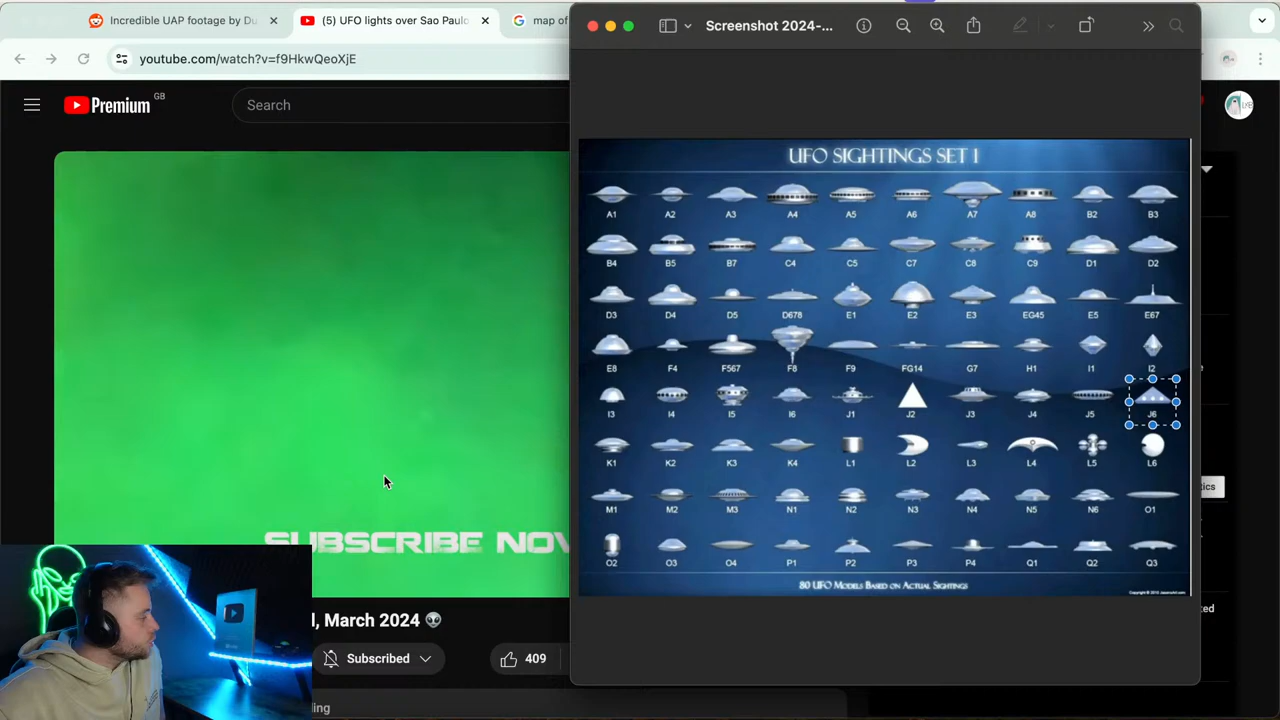 Incredible UAP footage by Du
(5) UFO lights over Sao Paulo
map of
youtube.com/watch?v=f9HkwQeoXjE
Premium GB
Search
SUBSCRIBE NOW
l, March 2024
Subscribed
409
ding
tics
ted
Screenshot 2024-...
UFO SIGHTINGS SET 1
A1 A2 A3 A4 A5 A6 A7 A8 B2 B3
B4 B5 B7 C4 C5 C7 C8 C9 D1 D2
D3 D4 D5 D678 E1 E2 E3 EG45 E5 E67
E8 F4 F567 F8 F9 FG14 G7 H1 I1 I2
I3 I4 I5 I6 J1 J2 J3 J4 J5 J6
K1 K2 K3 K4 L1 L2 L3 L4 L5 L6
M1 M2 M3 N1 N2 N3 N4 N5 N6 O1
O2 O3 O4 P1 P2 P3 P4 Q1 Q2 Q3
80 UFO MODELS BASED ON ACTUAL SIGHTINGS